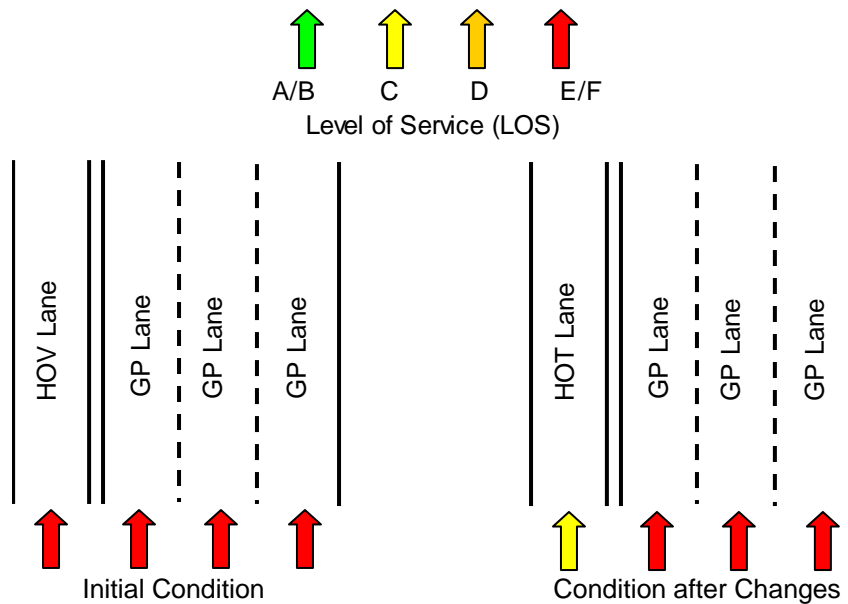 A/B C D E/F
Level of Service (LOS)
HOV Lane
GP Lane
GP Lane
GP Lane
HOT Lane
GP Lane
GP Lane
GP Lane
Initial Condition
Condition after Changes